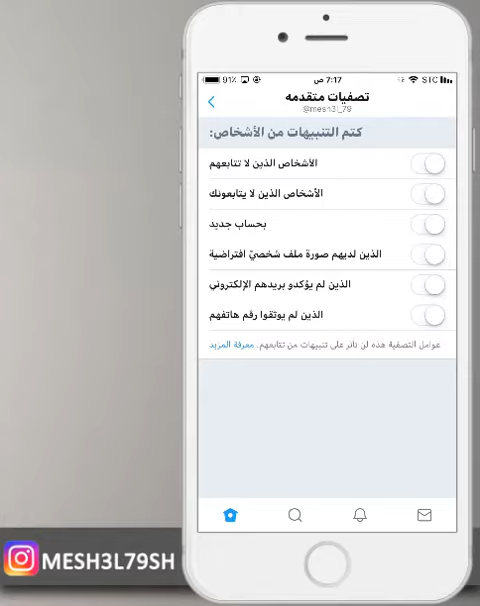 91% 7:17 ص STC
تصفيات متقدمه
@mesh3l_79
كتم التنبيهات من الأشخاص:
الأشخاص الذين لا تتابعهم
الأشخاص الذين لا يتابعونك
بحساب جديد
الذين لديهم صورة ملف شخصيّ افتراضية
الذين لم يؤكدو بريدهم الإلكتروني
الذين لم يوثقوا رقم هاتفهم
عوامل التصفية هذه لن تاثر على تنبيهات من تتابعهم. معرفة المزيد
MESH3L79SH